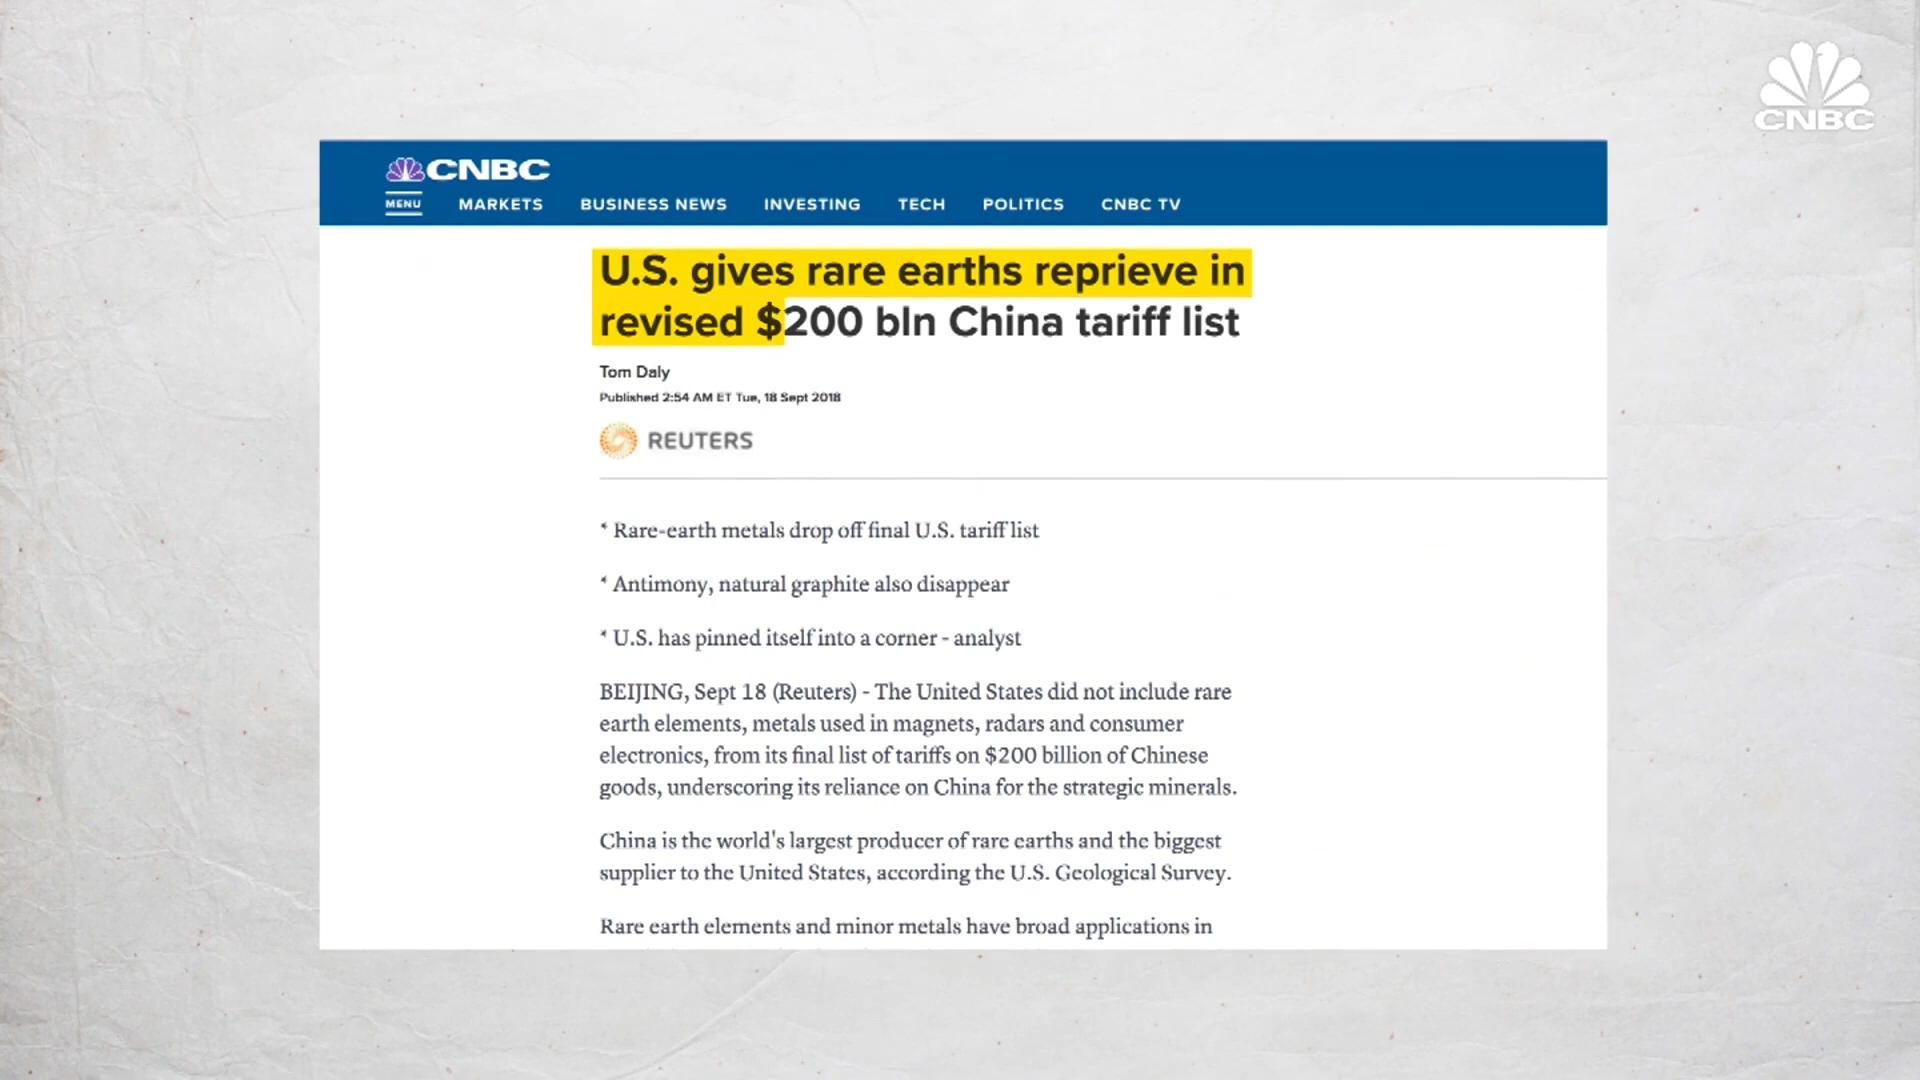 CNBC
CNBC
MENU MARKETS BUSINESS NEWS INVESTING TECH POLITICS CNBC TV
U.S. gives rare earths reprieve in
revised $200 bln China tariff list
Tom Daly
Published 2:54 AM ET Tue, 18 Sept 2018
REUTERS
* Rare-earth metals drop off final U.S. tariff list
* Antimony, natural graphite also disappear
* U.S. has pinned itself into a corner - analyst
BEIJING, Sept 18 (Reuters) - The United States did not include rare
earth elements, metals used in magnets, radars and consumer
electronics, from its final list of tariffs on $200 billion of Chinese
goods, underscoring its reliance on China for the strategic minerals.
China is the world's largest producer of rare earths and the biggest
supplier to the United States, according the U.S. Geological Survey.
Rare earth elements and minor metals have broad applications in